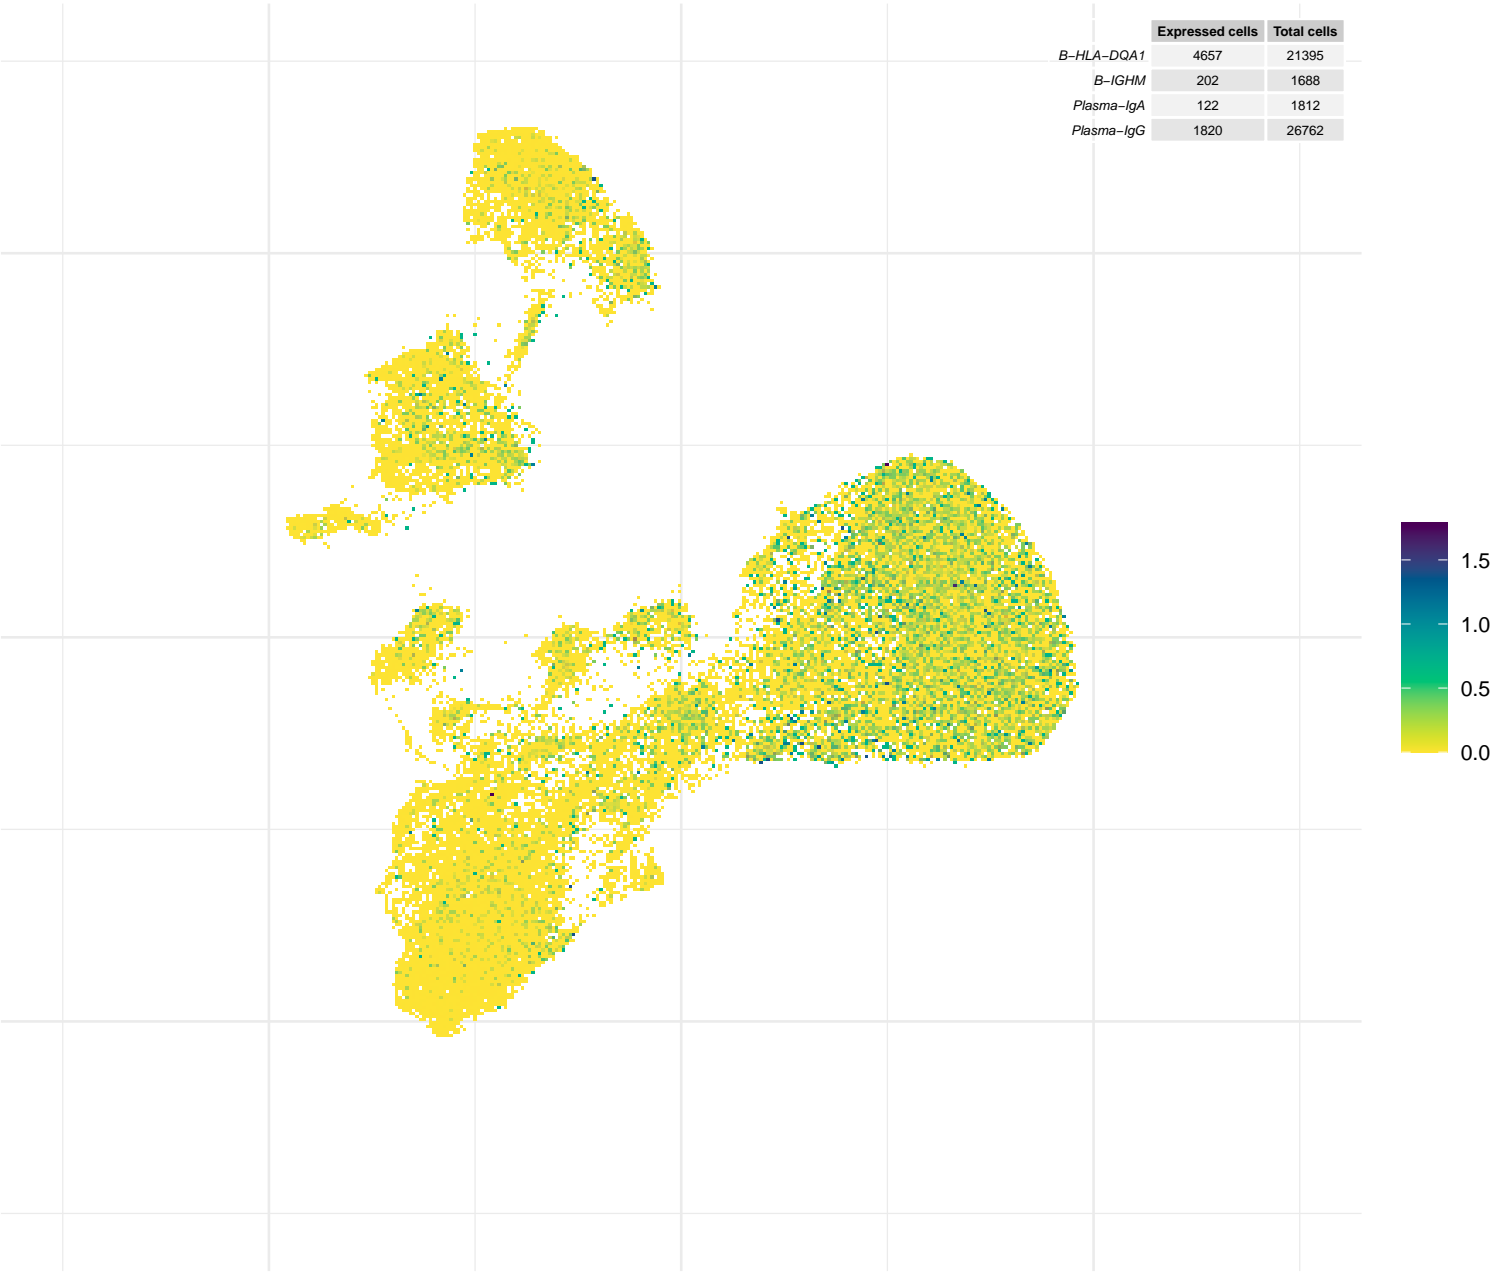 Expressed cells Total cells
B−HLA−DQA1 4657 21395
B−IGHM 202 1688
Plasma−IgA 122 1812
Plasma−IgG 1820 26762
1.5
1.0
0.5
0.0